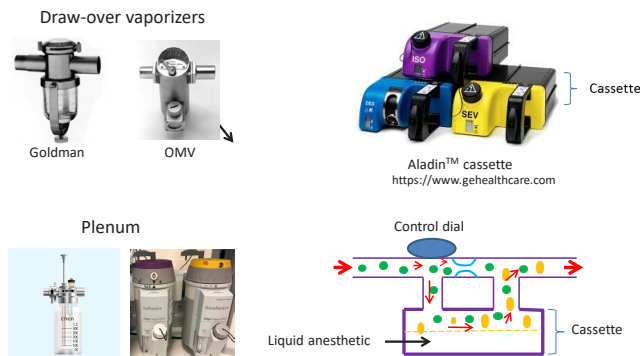 Draw-over vaporizers
Goldman
OMV
ISO
DES
SEV
Cassette
Aladin™ cassette
https://www.gehealthcare.com
Plenum
ETHER
Control dial
Liquid anesthetic
Cassette